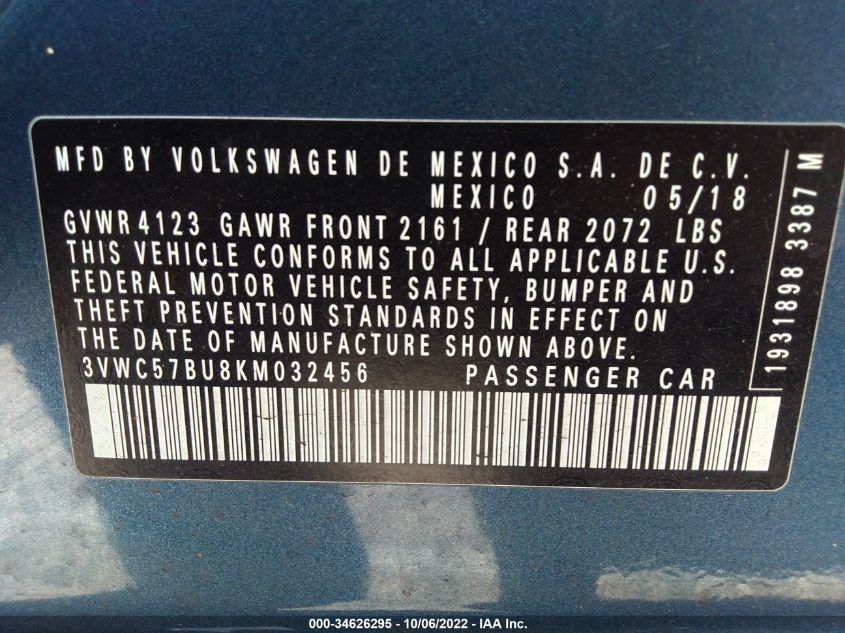 MFD BY VOLKSWAGEN DE MEXICO S.A. DE C.V.
MEXICO 05/18
GVWR 4123 GAWR FRONT 2161 / REAR 2072 LBS
THIS VEHICLE CONFORMS TO ALL APPLICABLE U.S.
FEDERAL MOTOR VEHICLE SAFETY, BUMPER AND
THEFT PREVENTION STANDARDS IN EFFECT ON
THE DATE OF MANUFACTURE SHOWN ABOVE.
3VWC57BU8KM032456 PASSENGER CAR
1931898 3387 M
000-34626295 - 10/06/2022 - IAA Inc.